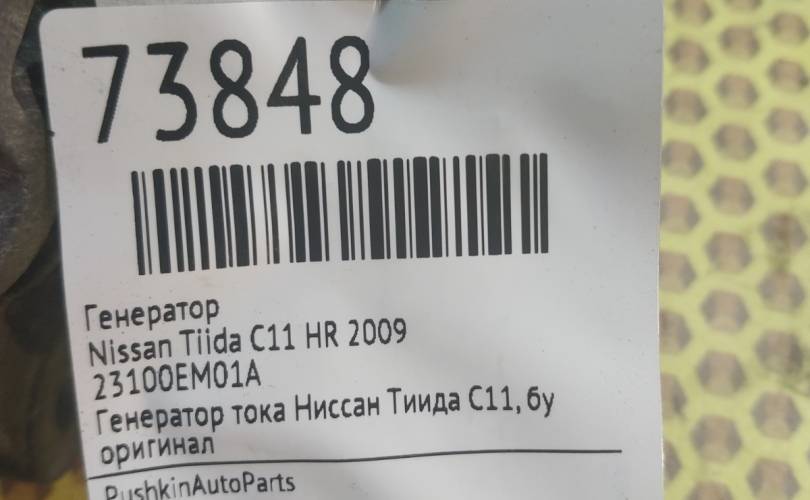 73848
Генератор
Nissan Tiida C11 HR 2009
23100EM01A
Генератор тока Ниссан Тиида С11, бу
оригинал
PushkinAutoParts